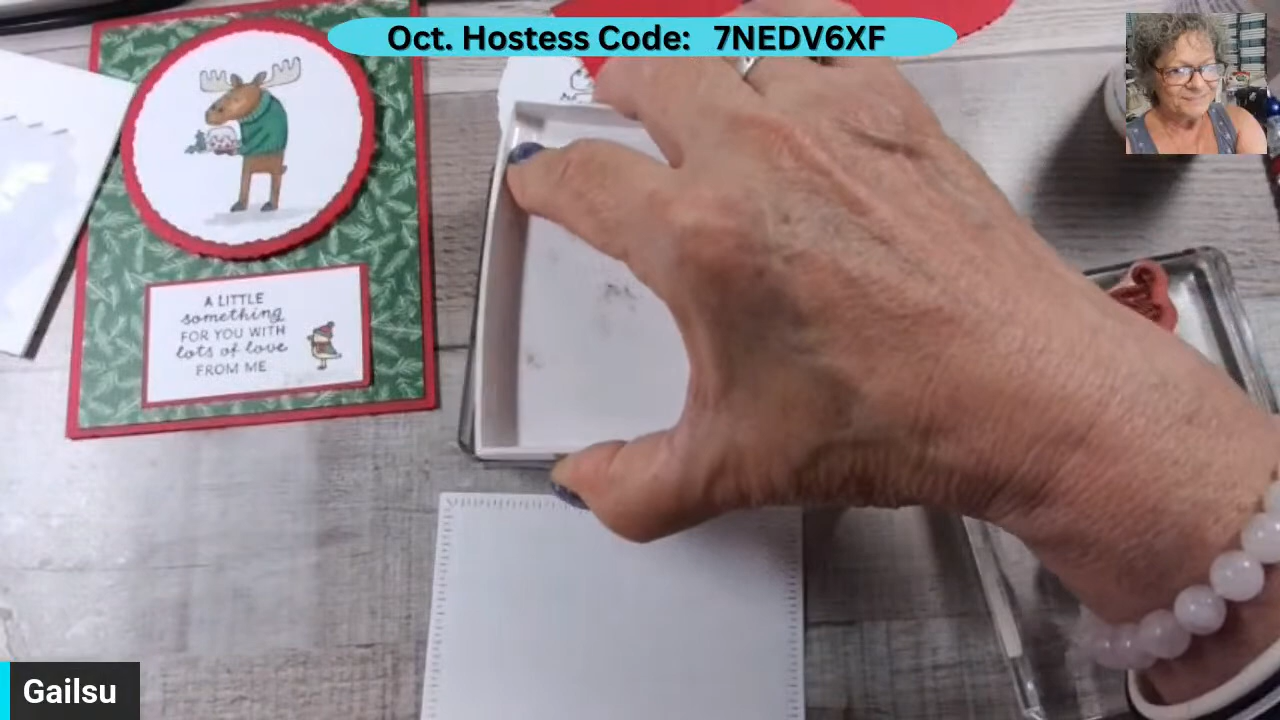 Oct. Hostess Code: 7NEDV6XF
A LITTLE
something
FOR YOU WITH
lots of love
FROM ME
Gailsu